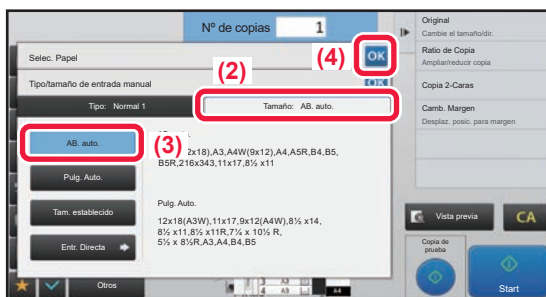 Nº de copias 1
Selec. Papel
(4)
OK
Tipo/tamaño de entrada manual
(2)
OK
Tipo: Normal 1
Tamaño: AB. auto.
AB. auto.
(3)
2x18),A3,A4W(9x12),A4,A5R,B4,B5,
B5R,216x343,11x17,8½ x11
Pulg. Auto.
Pulg. Auto.
12x18(A3W),11x17,9x12(A4W),8½ x14,
8½ x11,8½ x11R,7¼ x 10½ R,
5½ x 8½R,A3,A4,B4,B5
Tam. establecido
Entr. Directa
Otros
4 A3
A4
Original
Cambie el tamaño/dir.
Ratio de Copia
Ampliar/reducir copia
Copia 2-Caras
Camb. Margen
Desplaz. posic. para margen
Vista previa
CA
Copia de
prueba
Start